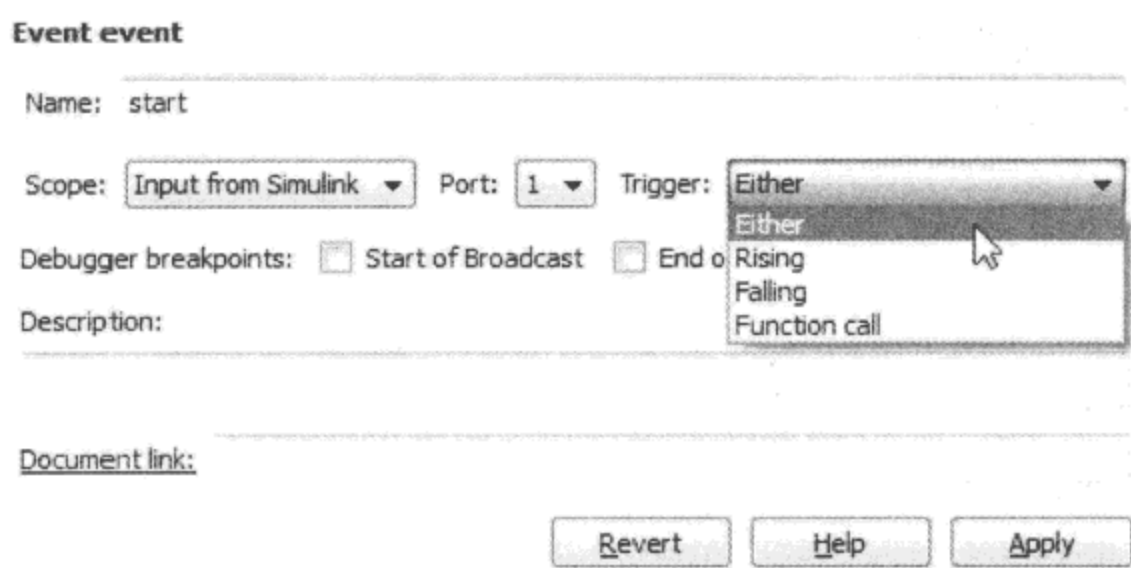 Event event
Name: start
Scope: Input from Simulink Port: 1 Trigger: Either
Either
Debugger breakpoints: Start of Broadcast End o Rising
Falling
Description:
Function call
Document link:
Revert Help Apply